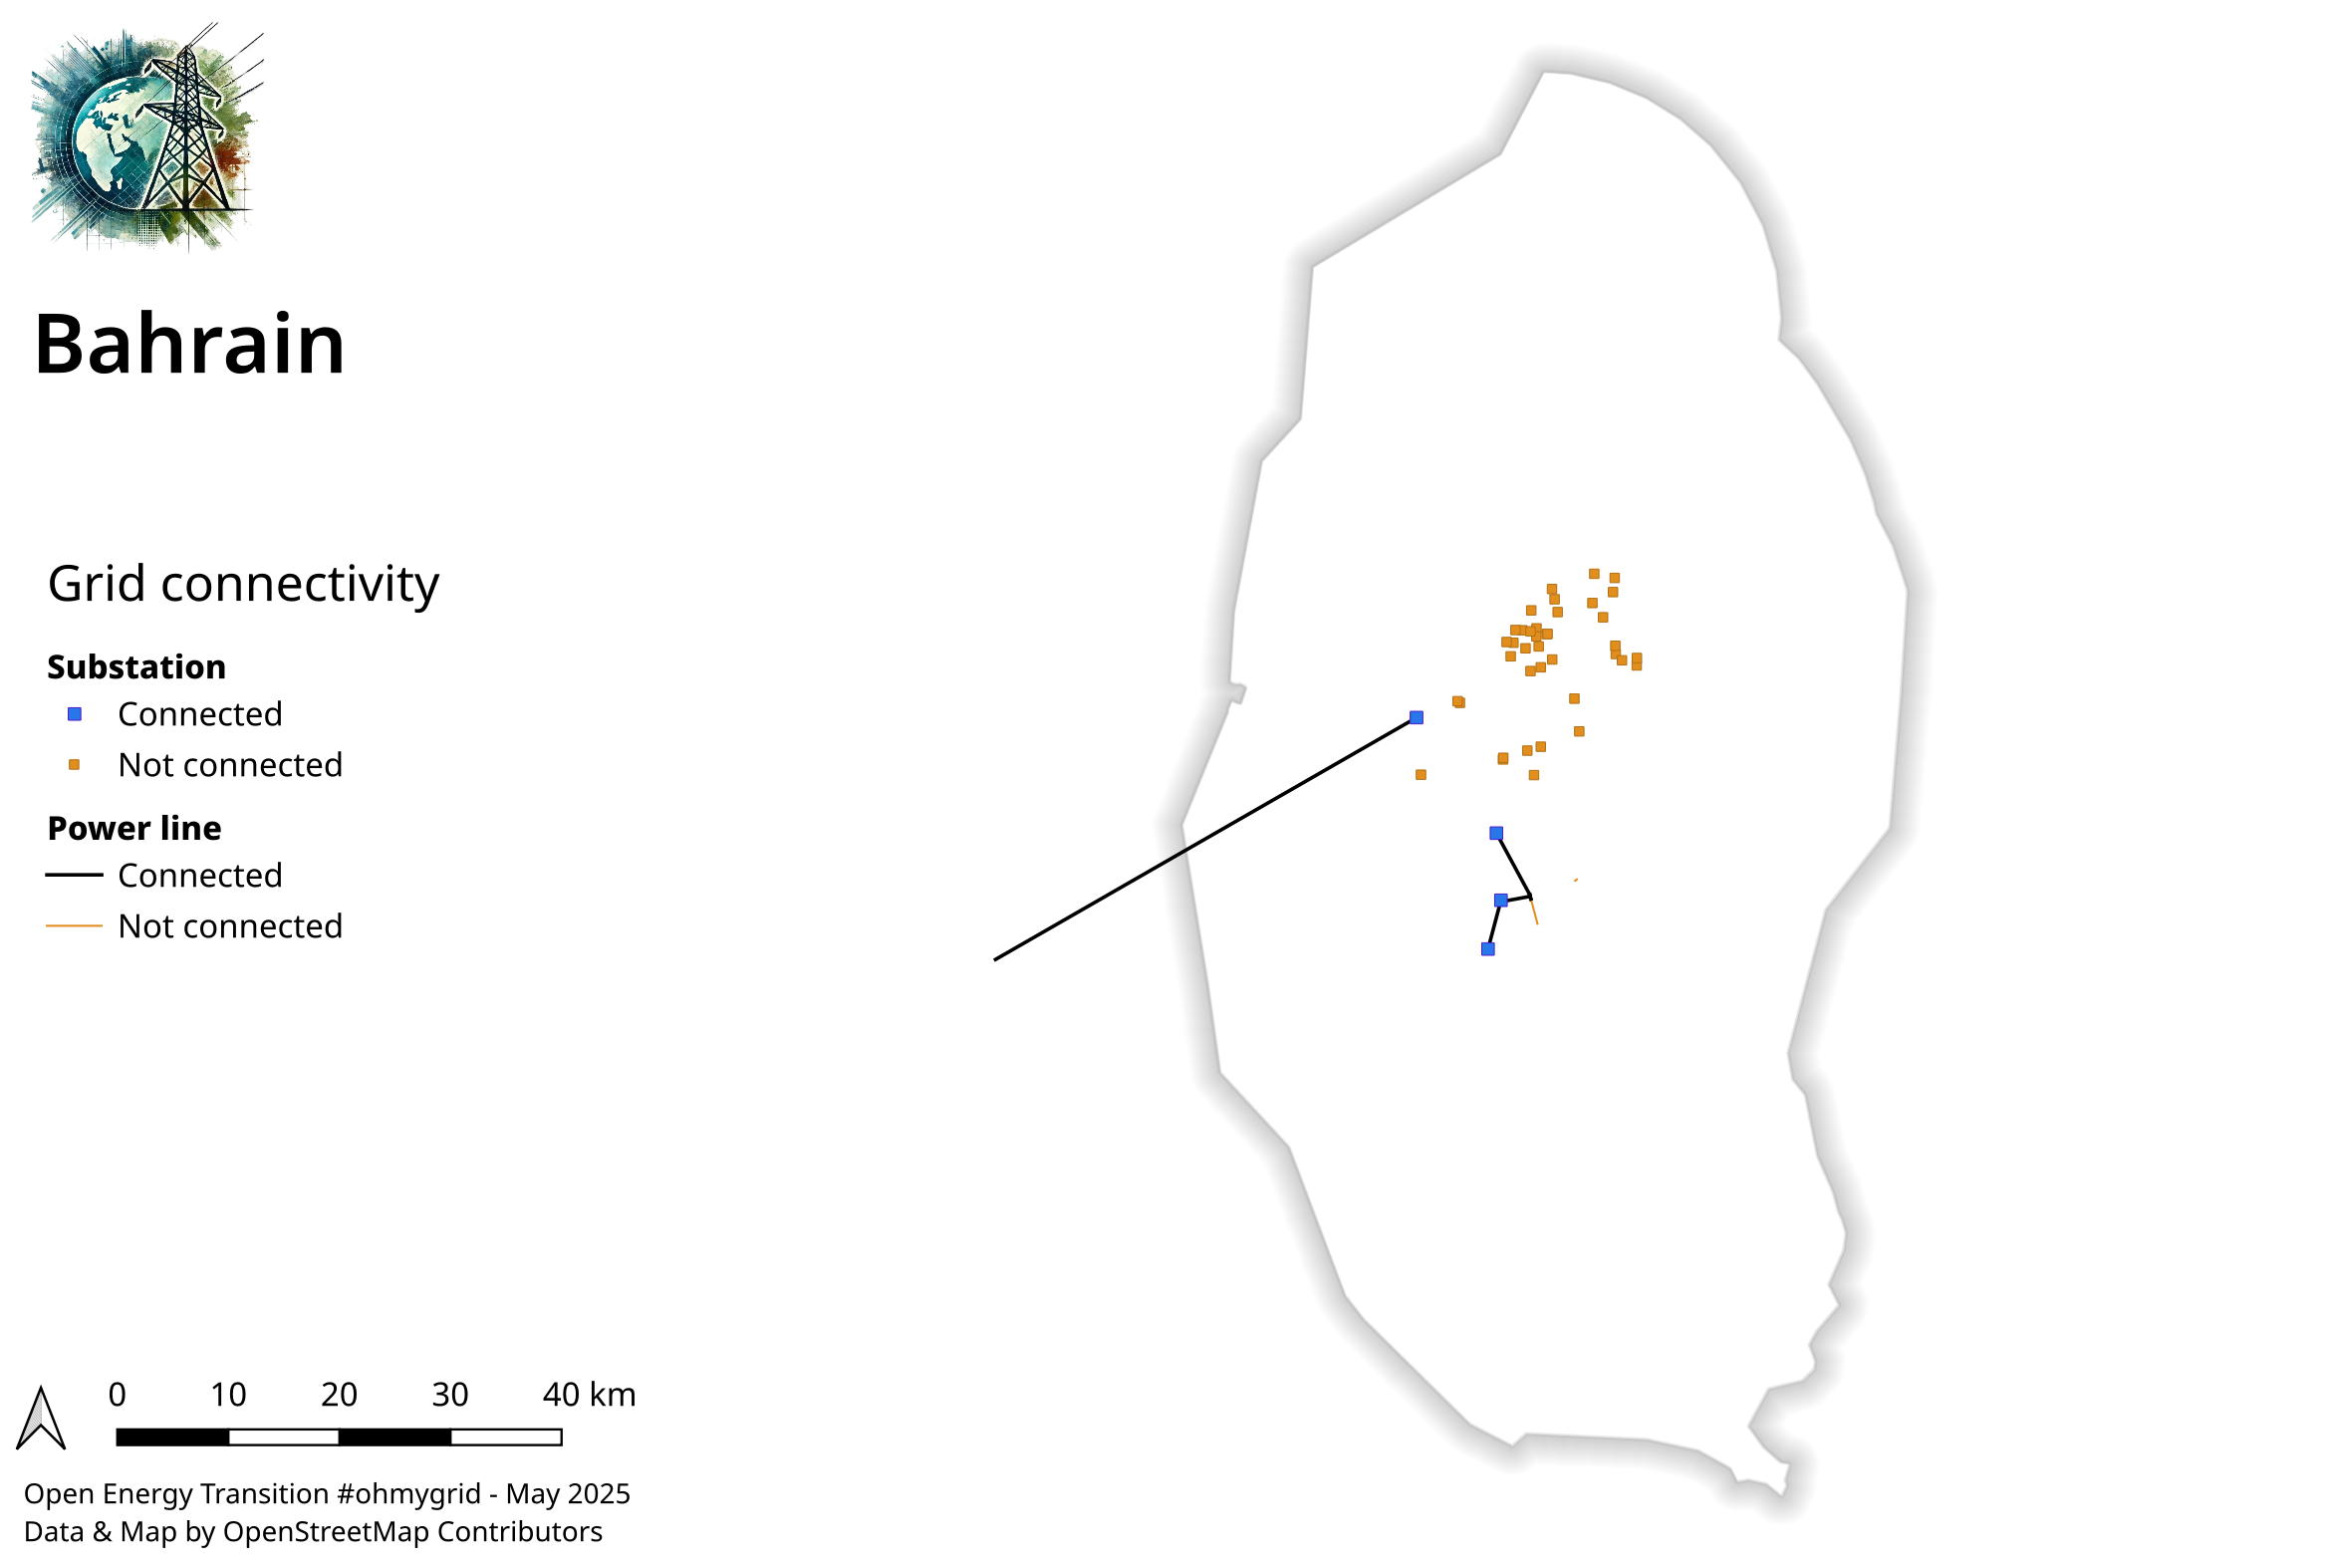 Bahrain
Grid connectivity
Substation
Connected
Not connected
Power line
Connected
Not connected
0 10 20 30 40 km
Open Energy Transition #ohmygrid - May 2025
Data & Map by OpenStreetMap Contributors